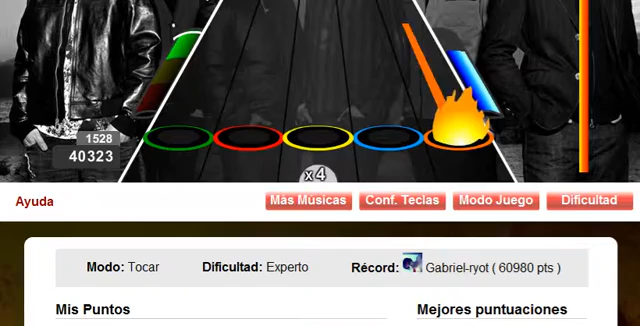 1528
40323
x4
Ayuda
Más Músicas
Conf. Teclas
Modo Juego
Dificultad
Modo: Tocar
Dificultad: Experto
Récord: Gabriel-ryot ( 60980 pts )
Mis Puntos
Mejores puntuaciones